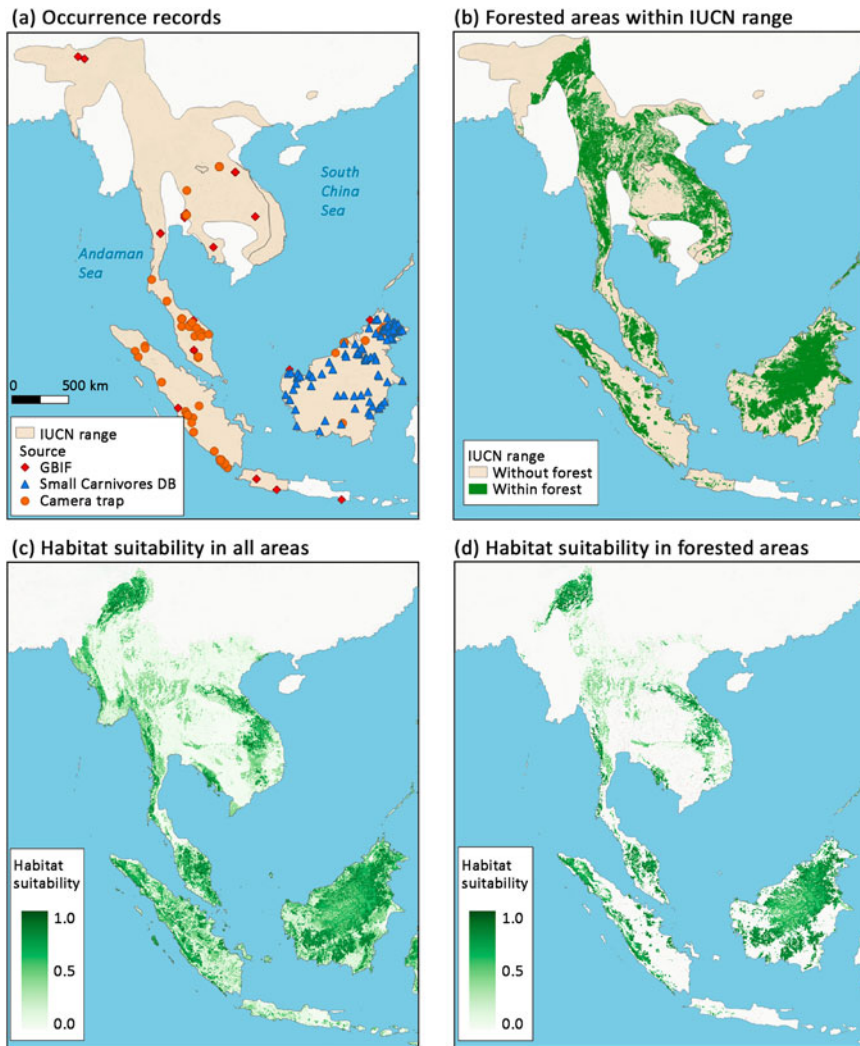 (a) Occurrence records
South
China
Sea
Andaman
Sea
0 500 km
IUCN range
Source
GBIF
Small Carnivores DB
Camera trap
(b) Forested areas within IUCN range
IUCN range
Without forest
Within forest
(c) Habitat suitability in all areas
Habitat
suitability
1.0
0.5
0.0
(d) Habitat suitability in forested areas
Habitat
suitability
1.0
0.5
0.0